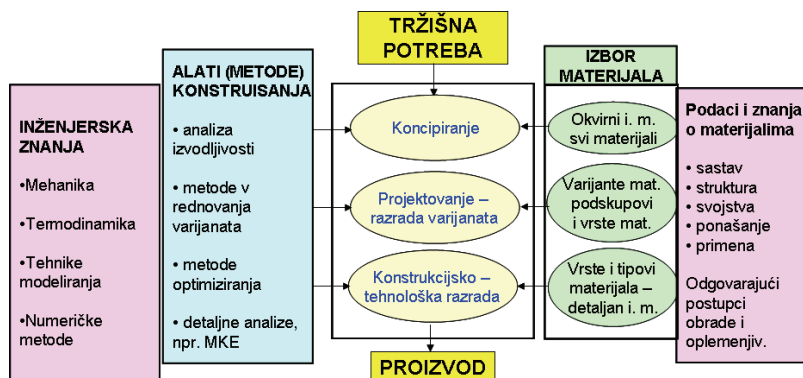 TRŽIŠNA
POTREBA
INŽENJERSKA
ZNANJA
•Mehanika
•Termodinamika
•Tehnike
modeliranja
•Numeričke
metode
ALATI (METODE)
KONSTRUISANJA
• analiza
izvodljivosti
• metode v
rednovanja
varijanata
• metode
optimiziranja
• detaljne analize,
npr. MKE
Koncipiranje
Projektovanje –
razrada varijanata
Konstrukcijsko –
tehnološka razrada
PROIZVOD
IZBOR
MATERIJALA
Okvirni i. m.
svi materijali
Varijante mat.
podskupovi
i vrste mat.
Vrste i tipovi
materijala –
detaljan i. m.
Podaci i znanja
o materijalima
• sastav
• struktura
• svojstva
• ponašanje
• primena
Odgovarajući
postupci
obrade i
oplemenjiv.